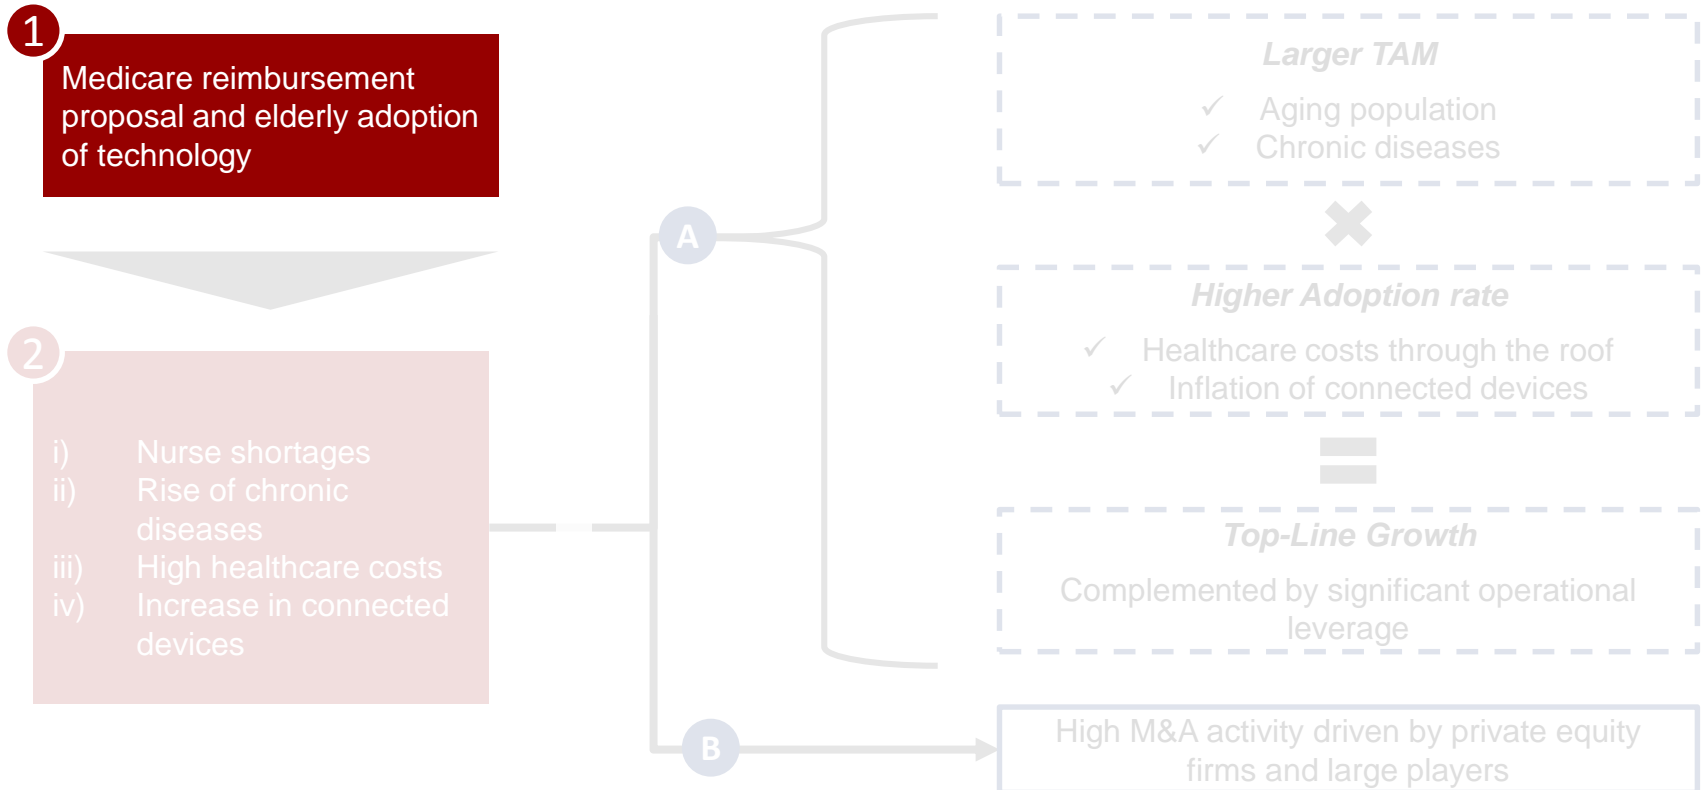 1
Medicare reimbursement
proposal and elderly adoption
of technology
2
i) Nurse shortages
ii) Rise of chronic
diseases
iii) High healthcare costs
iv) Increase in connected
devices
A
Larger TAM
✓ Aging population
✓ Chronic diseases
Higher Adoption rate
✓ Healthcare costs through the roof
✓ Inflation of connected devices
Top-Line Growth
Complemented by significant operational
leverage
B
High M&A activity driven by private equity
firms and large players